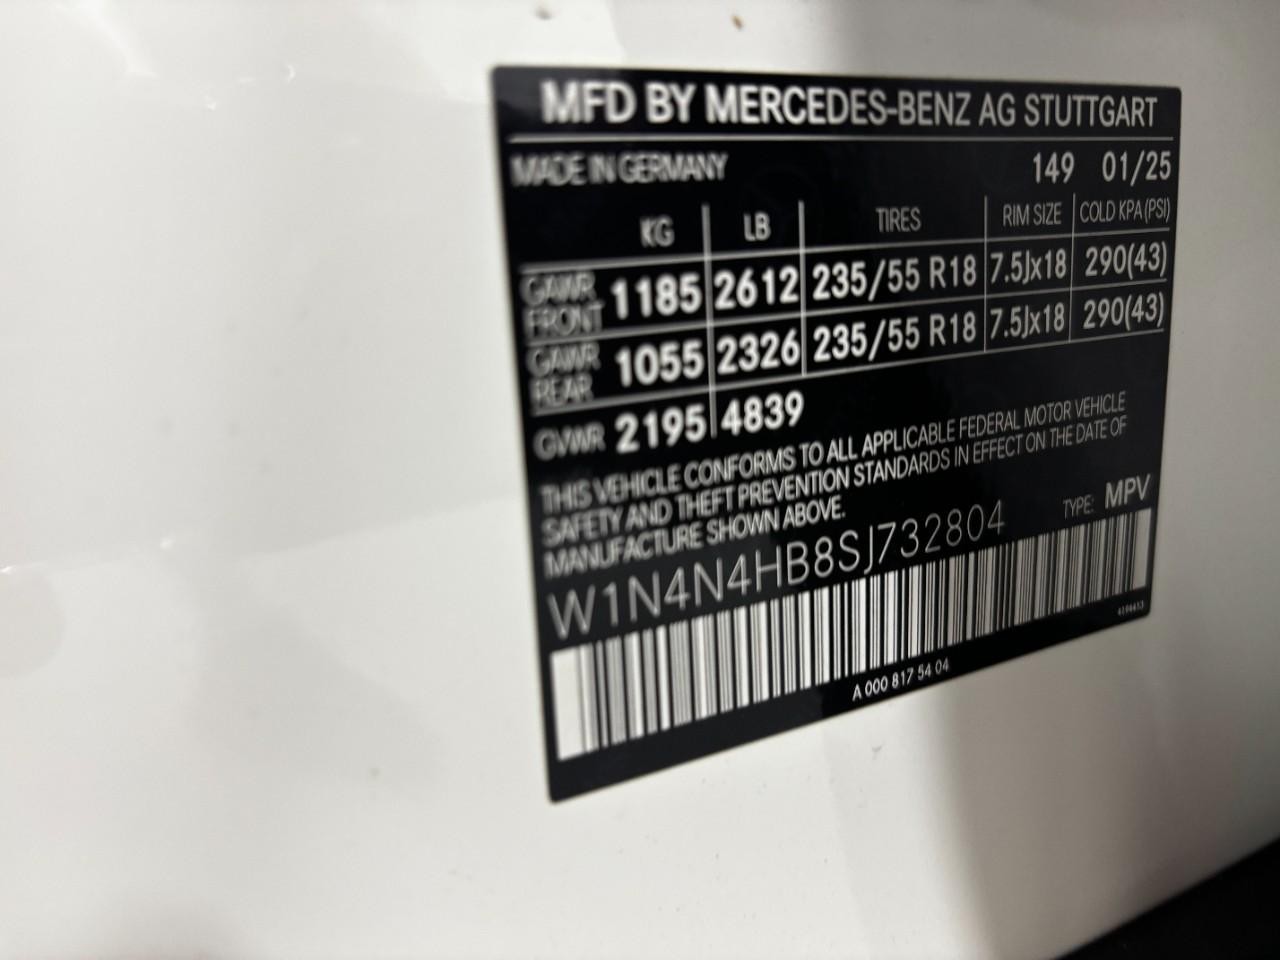 MFD BY MERCEDES-BENZ AG STUTTGART
MADE IN GERMANY 149 01/25
KG LB TIRES RIM SIZE COLD KPA (PSI)
GAWR FRONT 1185 2612 235/55 R18 7.5Jx18 290(43)
GAWR REAR 1055 2326 235/55 R18 7.5Jx18 290(43)
GVWR 2195 4839
THIS VEHICLE CONFORMS TO ALL APPLICABLE FEDERAL MOTOR VEHICLE
SAFETY AND THEFT PREVENTION STANDARDS IN EFFECT ON THE DATE OF
MANUFACTURE SHOWN ABOVE.
W1N4N4HB8SJ732804 TYPE: MPV
A 000 817 54 04